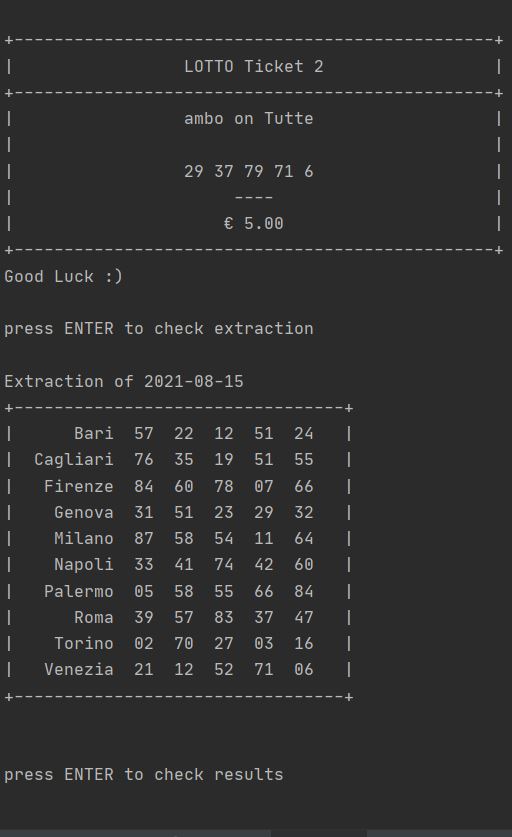 +------------------------------------------------+
|                 LOTTO Ticket 2                 |
+------------------------------------------------+
|                 ambo on Tutte                  |
|                                                |
|                 29 37 79 71 6                  |
|                      ----                      |
|                     € 5.00                     |
+------------------------------------------------+
Good Luck :)

press ENTER to check extraction

Extraction of 2021-08-15
+---------------------------------+
|      Bari  57  22  12  51  24   |
|  Cagliari  76  35  19  51  55   |
|   Firenze  84  60  78  07  66   |
|    Genova  31  51  23  29  32   |
|    Milano  87  58  54  11  64   |
|    Napoli  33  41  74  42  60   |
|   Palermo  05  58  55  66  84   |
|      Roma  39  57  83  37  47   |
|    Torino  02  70  27  03  16   |
|   Venezia  21  12  52  71  06   |
+---------------------------------+

press ENTER to check results